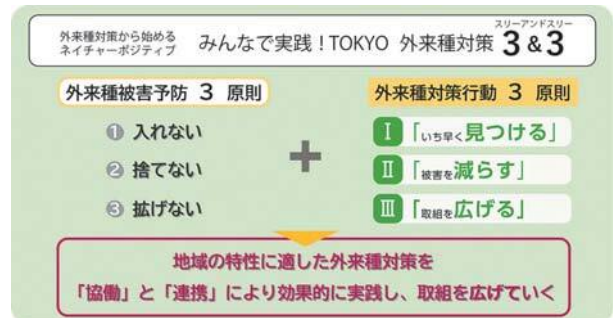 外来種対策から始める
ネイチャーポジティブ
みんなで実践！TOKYO 外来種対策 3＆3
スリーアンドスリー
外来種被害予防 3 原則
① 入れない
② 捨てない
③ 拡げない
＋
外来種対策行動 3 原則
Ⅰ 「いち早く見つける」
Ⅱ 「被害を減らす」
Ⅲ 「取組を広げる」
地域の特性に適した外来種対策を
「協働」と「連携」により効果的に実践し、取組を広げていく